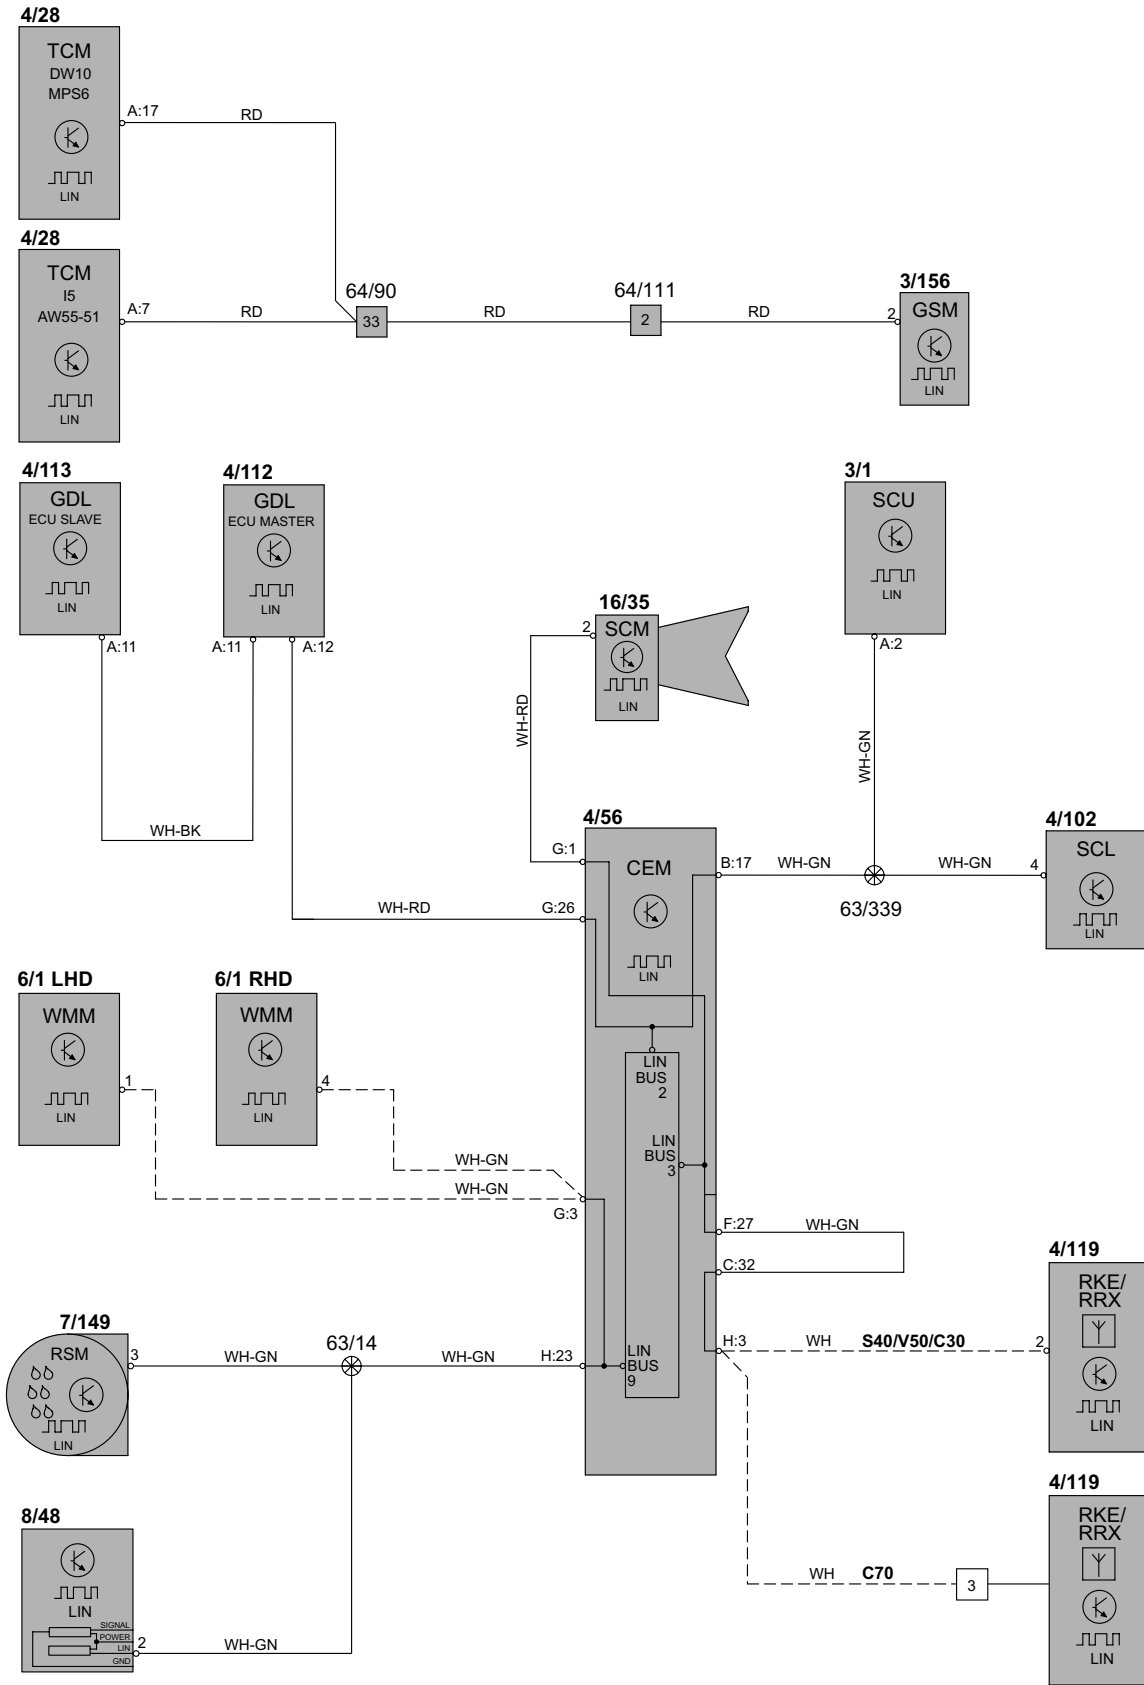 4/28
TCM
DW10
MPS6
LIN
A:17
RD
4/28
TCM
I5
AW55-51
LIN
A:7
RD
64/90
33
RD
64/111
2
RD
3/156
2
GSM
LIN
4/113
GDL
ECU SLAVE
LIN
A:11
4/112
GDL
ECU MASTER
LIN
A:11
A:12
WH-BK
16/35
2
SCM
LIN
WH-RD
3/1
SCU
LIN
A:2
WH-GN
4/56
G:1
CEM
LIN
B:17
WH-GN
63/339
WH-GN
4/102
4
SCL
LIN
WH-RD
G:26
6/1 LHD
WMM
LIN
1
6/1 RHD
WMM
LIN
4
WH-GN
WH-GN
G:3
LIN
BUS
2
LIN
BUS
3
F:27
WH-GN
C:32
H:3
WH
S40/V50/C30
4/119
2
RKE/
RRX
LIN
7/149
RSM
LIN
3
WH-GN
63/14
WH-GN
H:23
LIN
BUS
9
4/119
RKE/
RRX
LIN
WH
C70
3
8/48
LIN
SIGNAL
POWER
LIN
GND
2
WH-GN